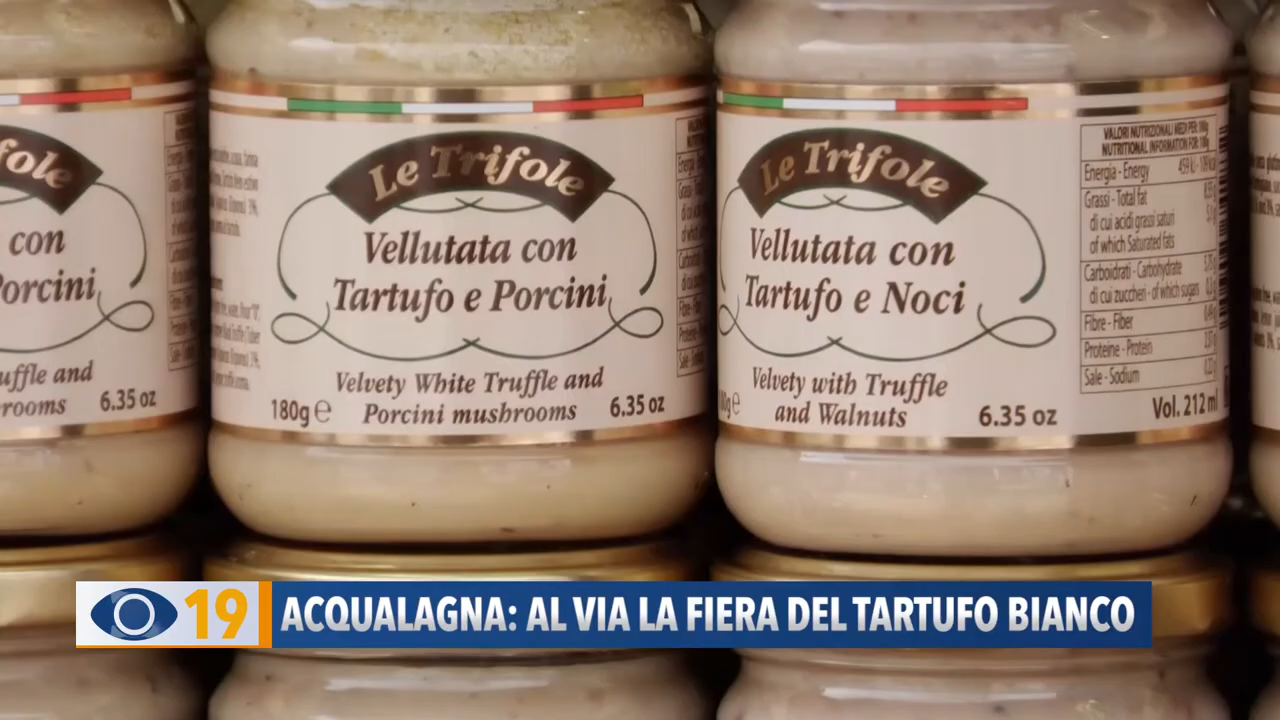 fole
con
Porcini
uffle and
rooms
6.35 oz
Le Trifole
Vellutata con
Tartufo e Porcini
Velvety White Truffle and
Porcini mushrooms
180g e
6.35 oz
Le Trifole
Vellutata con
Tartufo e Noci
Velvety with Truffle
and Walnuts
6.35 oz
VALORI NUTRIZIONALI MEDI PER 100g
NUTRITIONAL INFORMATION FOR 100g
Energia - Energy
Grassi - Total fat
di cui acidi grassi saturi
of which Saturated fats
Carboidrati - Carbohydrate
di cui zuccheri - of which sugars
Fibre - Fiber
Proteine - Protein
Sale - Sodium
Vol. 212 ml
19 ACQUALAGNA: AL VIA LA FIERA DEL TARTUFO BIANCO